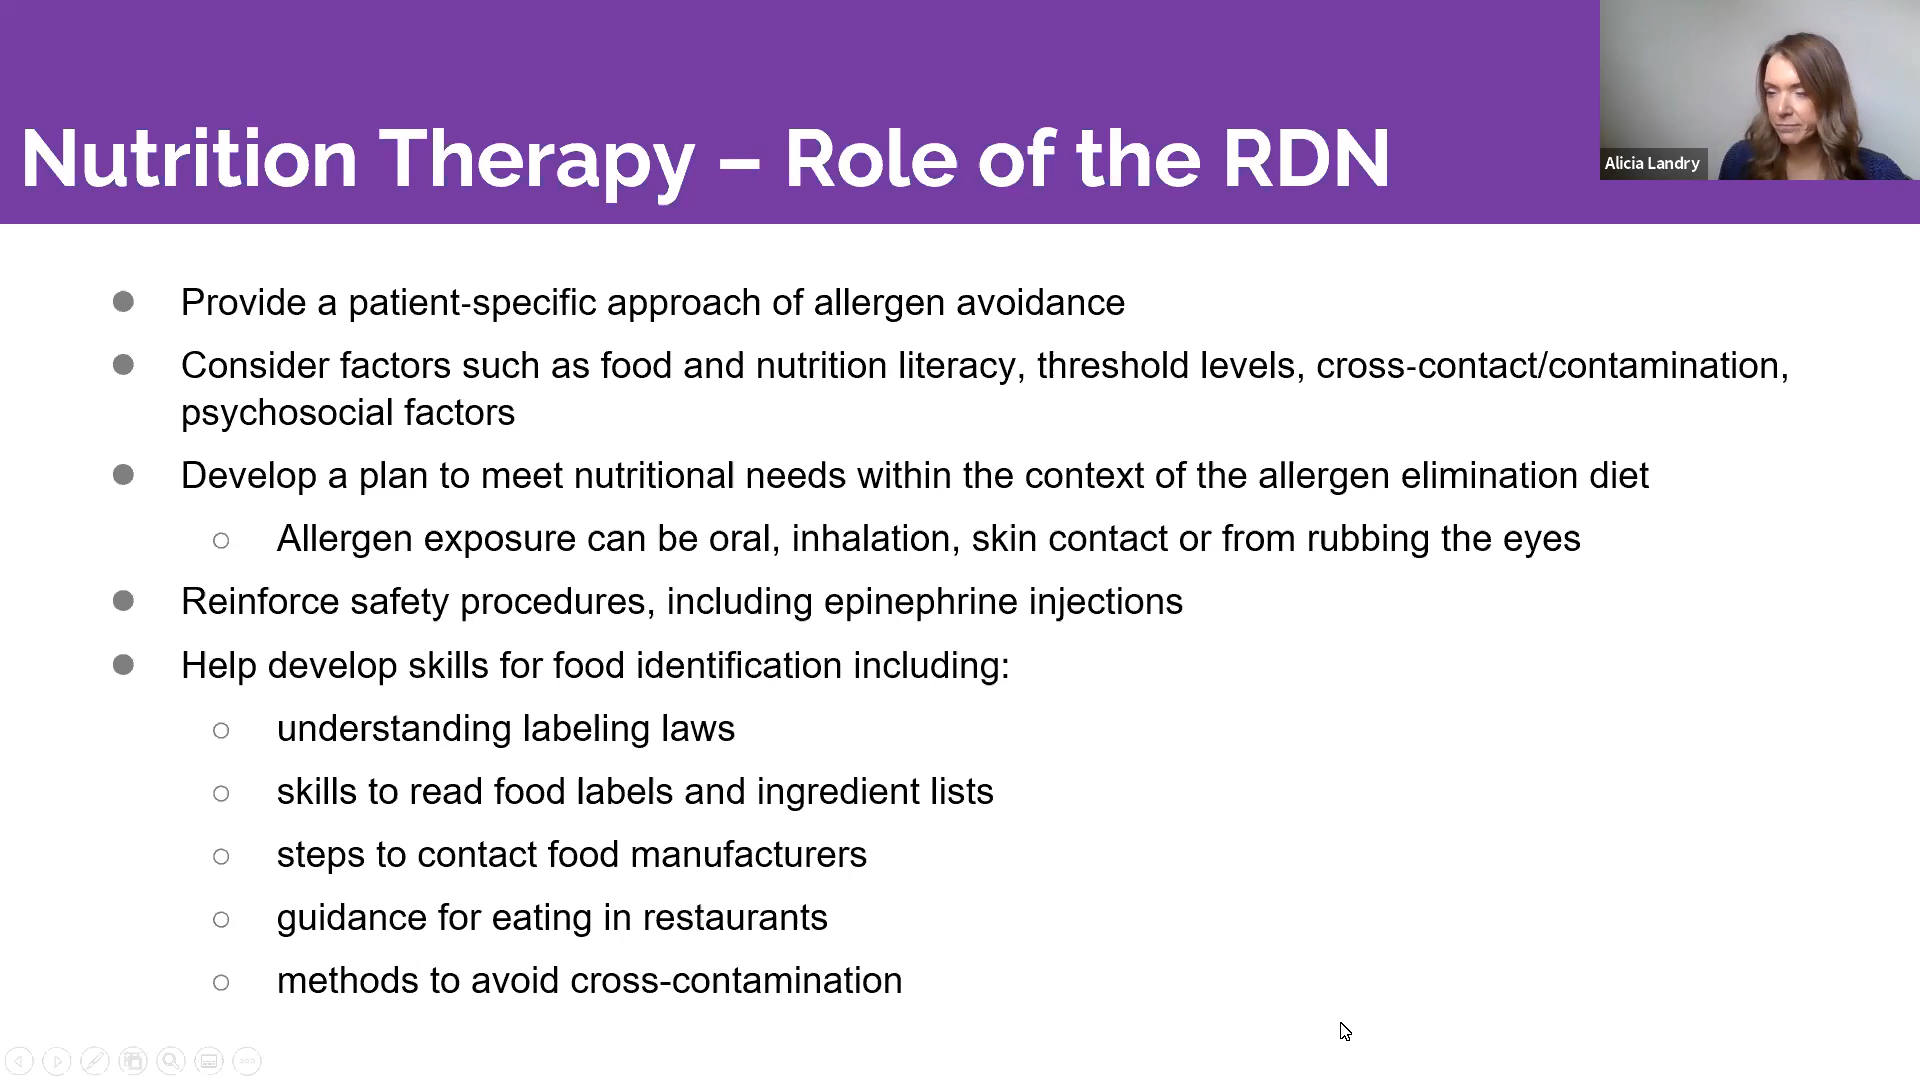 Nutrition Therapy – Role of the RDN
Alicia Landry
Provide a patient-specific approach of allergen avoidance
Consider factors such as food and nutrition literacy, threshold levels, cross-contact/contamination,
psychosocial factors
Develop a plan to meet nutritional needs within the context of the allergen elimination diet
Allergen exposure can be oral, inhalation, skin contact or from rubbing the eyes
Reinforce safety procedures, including epinephrine injections
Help develop skills for food identification including:
understanding labeling laws
skills to read food labels and ingredient lists
steps to contact food manufacturers
guidance for eating in restaurants
methods to avoid cross-contamination